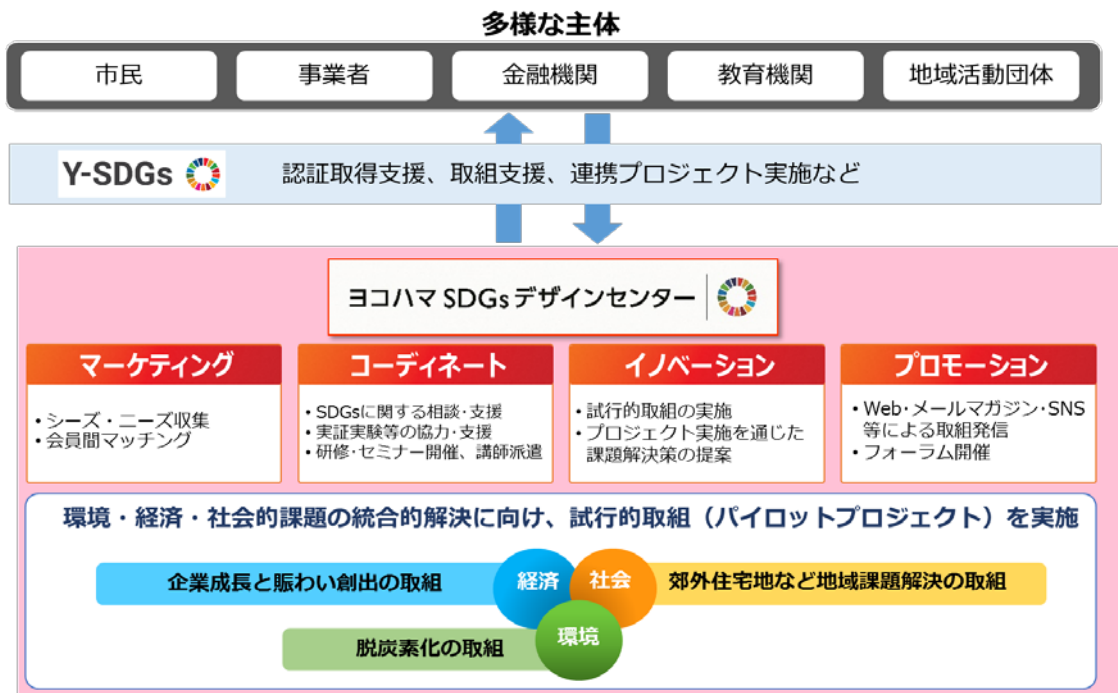 多様な主体
市民
事業者
金融機関
教育機関
地域活動団体
Y-SDGs
認証取得支援、取組支援、連携プロジェクト実施など
ヨコハマ SDGs デザインセンター
マーケティング
・シーズ・ニーズ収集
・会員間マッチング
コーディネート
・SDGsに関する相談・支援
・実証実験等の協力・支援
・研修・セミナー開催、講師派遣
イノベーション
・試行的取組の実施
・プロジェクト実施を通じた
課題解決策の提案
プロモーション
・Web・メールマガジン・SNS
等による取組発信
・フォーラム開催
環境・経済・社会的課題の統合的解決に向け、試行的取組（パイロットプロジェクト）を実施
企業成長と賑わい創出の取組
経済
社会
郊外住宅地など地域課題解決の取組
脱炭素化の取組
環境